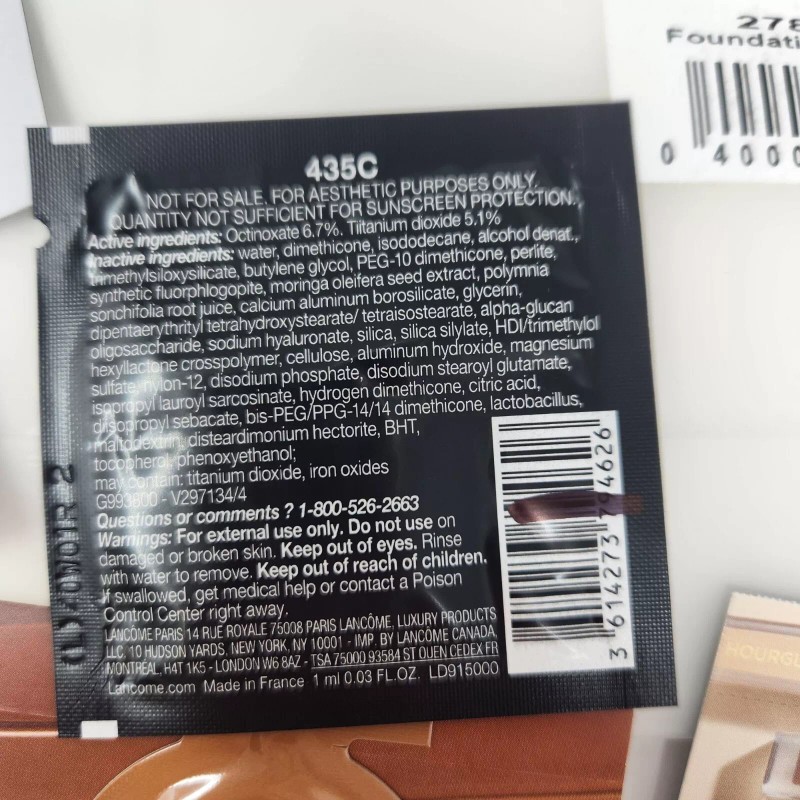 278
Foundati
0 400
435C
NOT FOR SALE. FOR AESTHETIC PURPOSES ONLY.
QUANTITY NOT SUFFICIENT FOR SUNSCREEN PROTECTION.
Active ingredients: Octinoxate 6.7%. Tiitanium dioxide 5.1%
Inactive ingredients: water, dimethicone, isododecane, alcohol denat.,
trimethylsiloxysilicate, butylene glycol, PEG-10 dimethicone, perlite,
synthetic fluorphlogopite, moringa oleifera seed extract, polymnia
sonchifolia root juice, calcium aluminum borosilicate, glycerin,
dipentaerythrityl tetrahydroxystearate/ tetraisostearate, alpha-glucan
oligosaccharide, sodium hyaluronate, silica, silica silylate, HDI/trimethylol
hexyllactone crosspolymer, cellulose, aluminum hydroxide, magnesium
sulfate, nylon-12, disodium phosphate, disodium stearoyl glutamate,
isopropyl lauroyl sarcosinate, hydrogen dimethicone, citric acid,
diisopropyl sebacate, bis-PEG/PPG-14/14 dimethicone, lactobacillus,
maltodextrin, disteardimonium hectorite, BHT,
tocopherol, phenoxyethanol;
may contain: titanium dioxide, iron oxides
G993800 - V297134/4
Questions or comments ? 1-800-526-2663
Warnings: For external use only. Do not use on
damaged or broken skin. Keep out of eyes. Rinse
with water to remove. Keep out of reach of children.
If swallowed, get medical help or contact a Poison
Control Center right away.
LANCÔME PARIS 14 RUE ROYALE 75008 PARIS LANCÔME, LUXURY PRODUCTS
LLC, 10 HUDSON YARDS, NEW YORK, NY 10001 - IMP. BY LANCÔME CANADA,
MONTRÉAL, H4T 1K5 - LONDON W6 8AZ - TSA 75000 93584 ST OUEN CEDEX FR
Lancome.com Made in France 1 ml 0.03 FL.OZ. LD915000
HOURGL